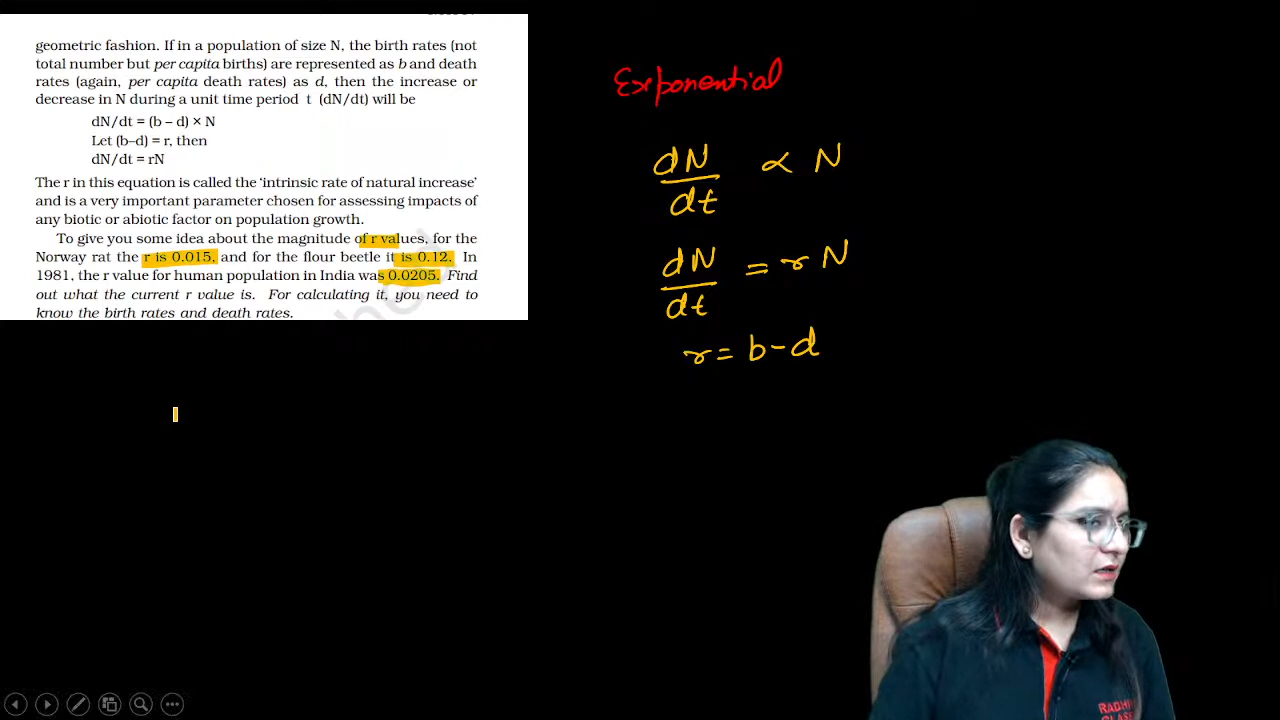 geometric fashion. If in a population of size N, the birth rates (not
total number but per capita births) are represented as b and death
rates (again, per capita death rates) as d, then the increase or
decrease in N during a unit time period t (dN/dt) will be
dN/dt = (b – d) × N
Let (b–d) = r, then
dN/dt = rN
The r in this equation is called the ‘intrinsic rate of natural increase’
and is a very important parameter chosen for assessing impacts of
any biotic or abiotic factor on population growth.
To give you some idea about the magnitude of r values, for the
Norway rat the r is 0.015, and for the flour beetle it is 0.12. In
1981, the r value for human population in India was 0.0205. Find
out what the current r value is. For calculating it, you need to
know the birth rates and death rates.
Exponential
dN/dt ∝ N
dN/dt = r N
r = b - d